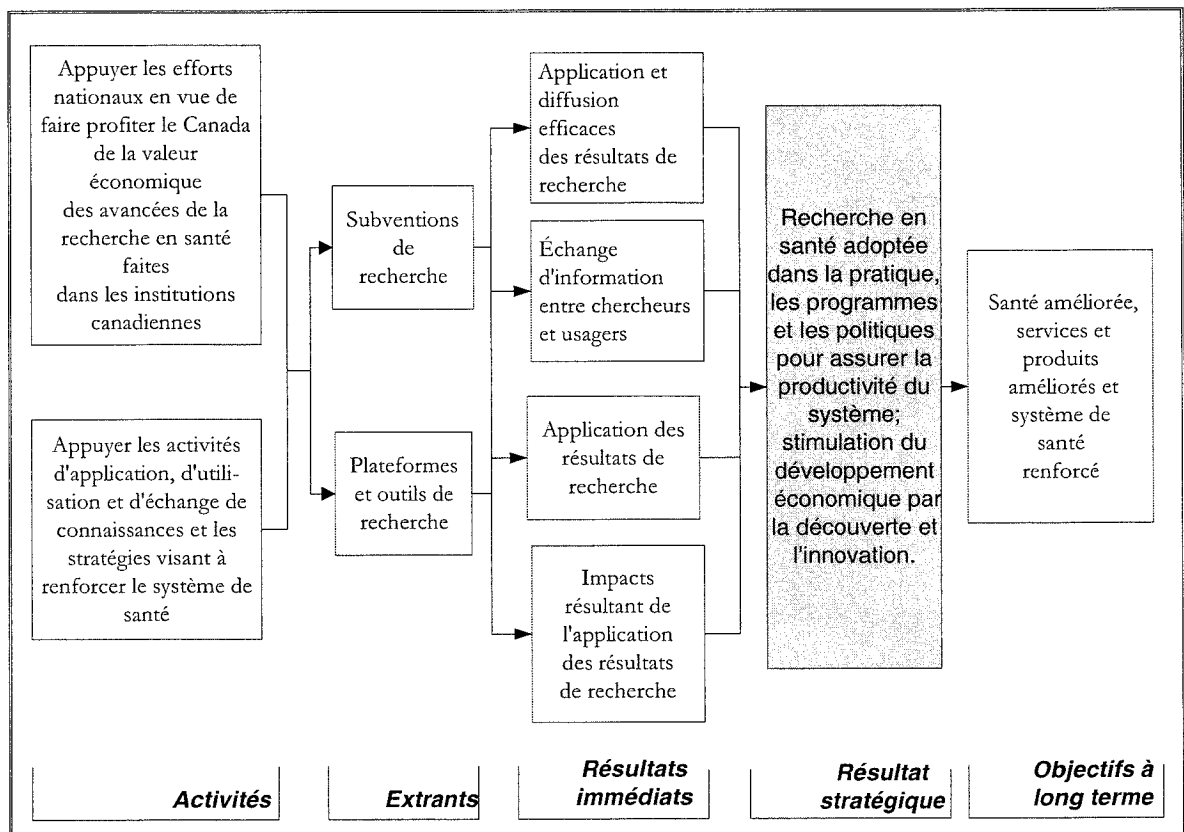 Appuyer les efforts
nationaux en vue de
faire profiter le Canada
de la valeur
économique
des avancées de la
recherche en santé
faites
dans les institutions
canadiennes
Appuyer les activités
d'application, d'utili-
sation et d'échange de
connaissances et les
stratégies visant à
renforcer le système de
santé
Subventions
de
recherche
Plateformes
et outils de
recherche
Application et
diffusion
efficaces
des résultats de
recherche
Échange
d'information
entre chercheurs
et usagers
Application des
résultats de
recherche
Impacts
résultant de
l'application
des résultats
de recherche
Recherche en
santé adoptée
dans la pratique,
les programmes
et les politiques
pour assurer la
productivité du
système;
stimulation du
développement
économique par
la découverte et
l'innovation.
Santé améliorée,
services et
produits
améliorés et
système de
santé
renforcé
Activités
Extrants
Résultats
immédiats
Résultat
stratégique
Objectifs à
long terme